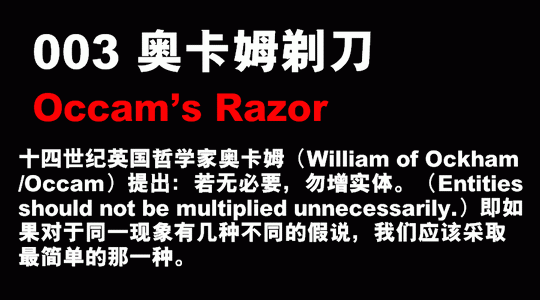 003 奥卡姆剃刀
Occam’s Razor
十四世纪英国哲学家奥卡姆（William of Ockham
/Occam）提出：若无必要，勿增实体。（Entities
should not be multiplied unnecessarily.）即如
果对于同一现象有几种不同的假说，我们应该采取
最简单的那一种。